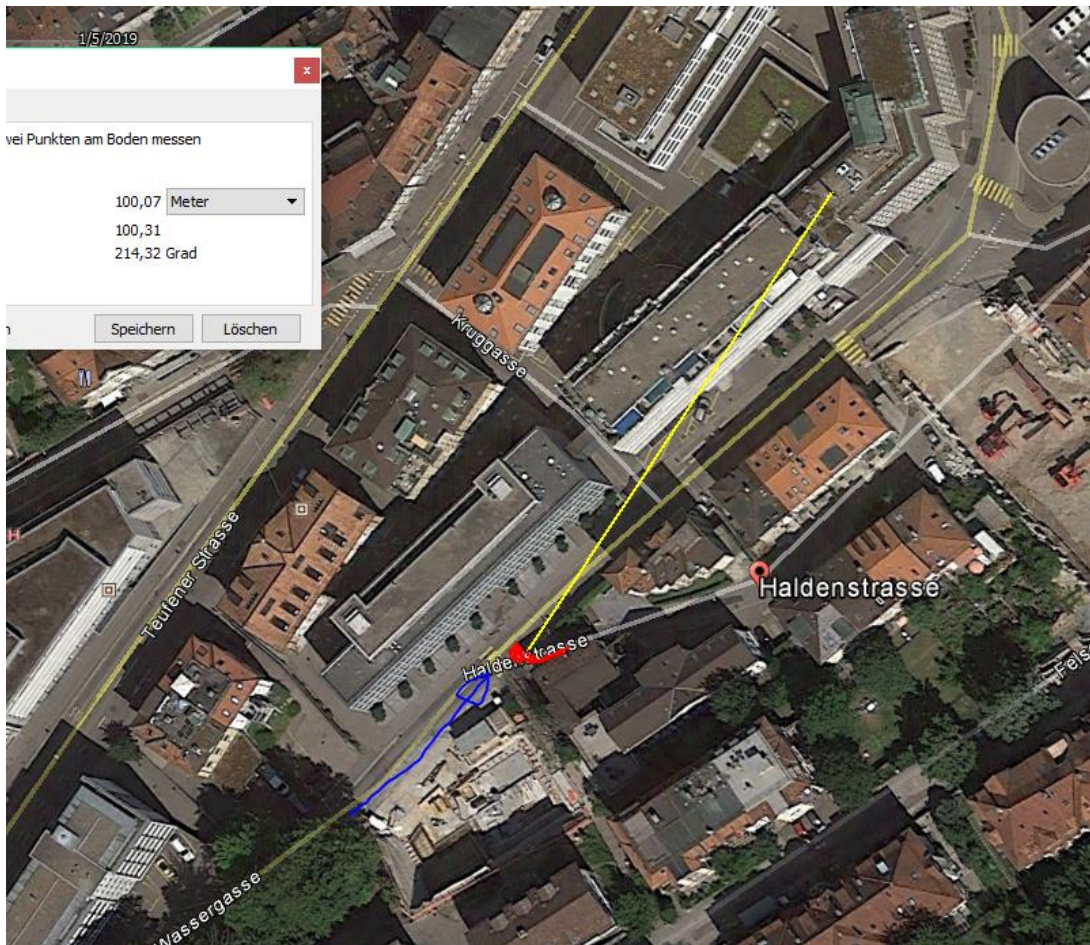 1/5/2019
x
wei Punkten am Boden messen
100,07 Meter
100,31
214,32 Grad
n
Speichern Löschen
Kruggasse
H
Teufener Strasse
Haldenstrasse
Haldenstrasse
Felse
Wassergasse